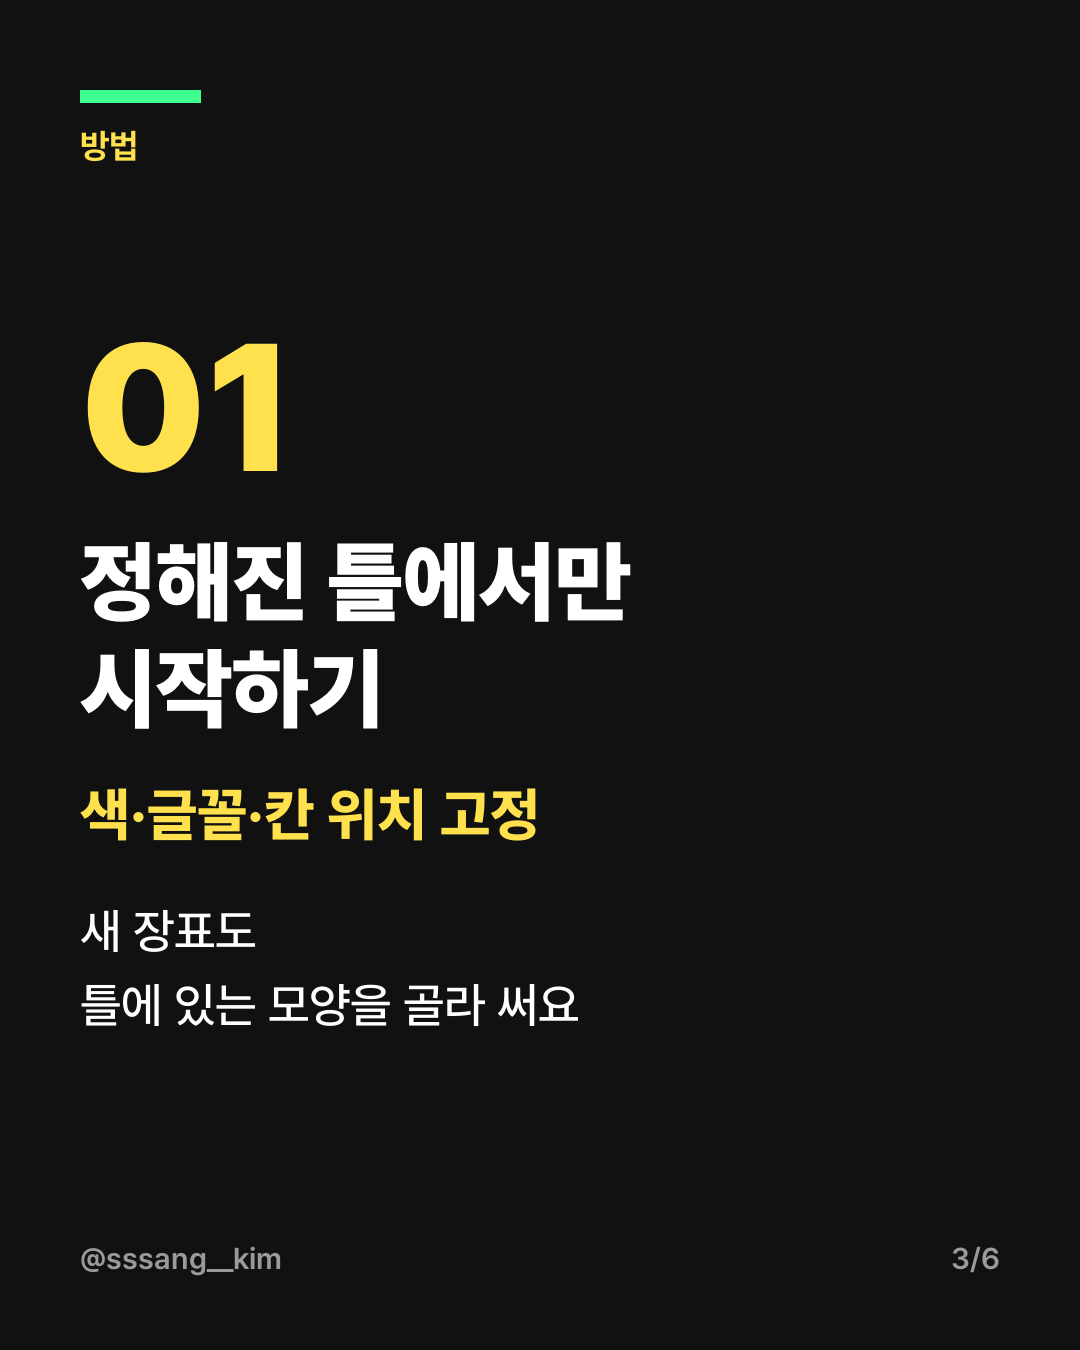 방법
01
정해진 틀에서만
시작하기
색·글꼴·칸 위치 고정
새 장표도
틀에 있는 모양을 골라 써요
@sssang__kim
3/6